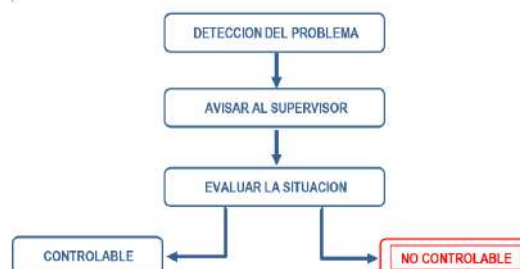 DETECCION DEL PROBLEMA
AVISAR AL SUPERVISOR
EVALUAR LA SITUACION
CONTROLABLE
NO CONTROLABLE